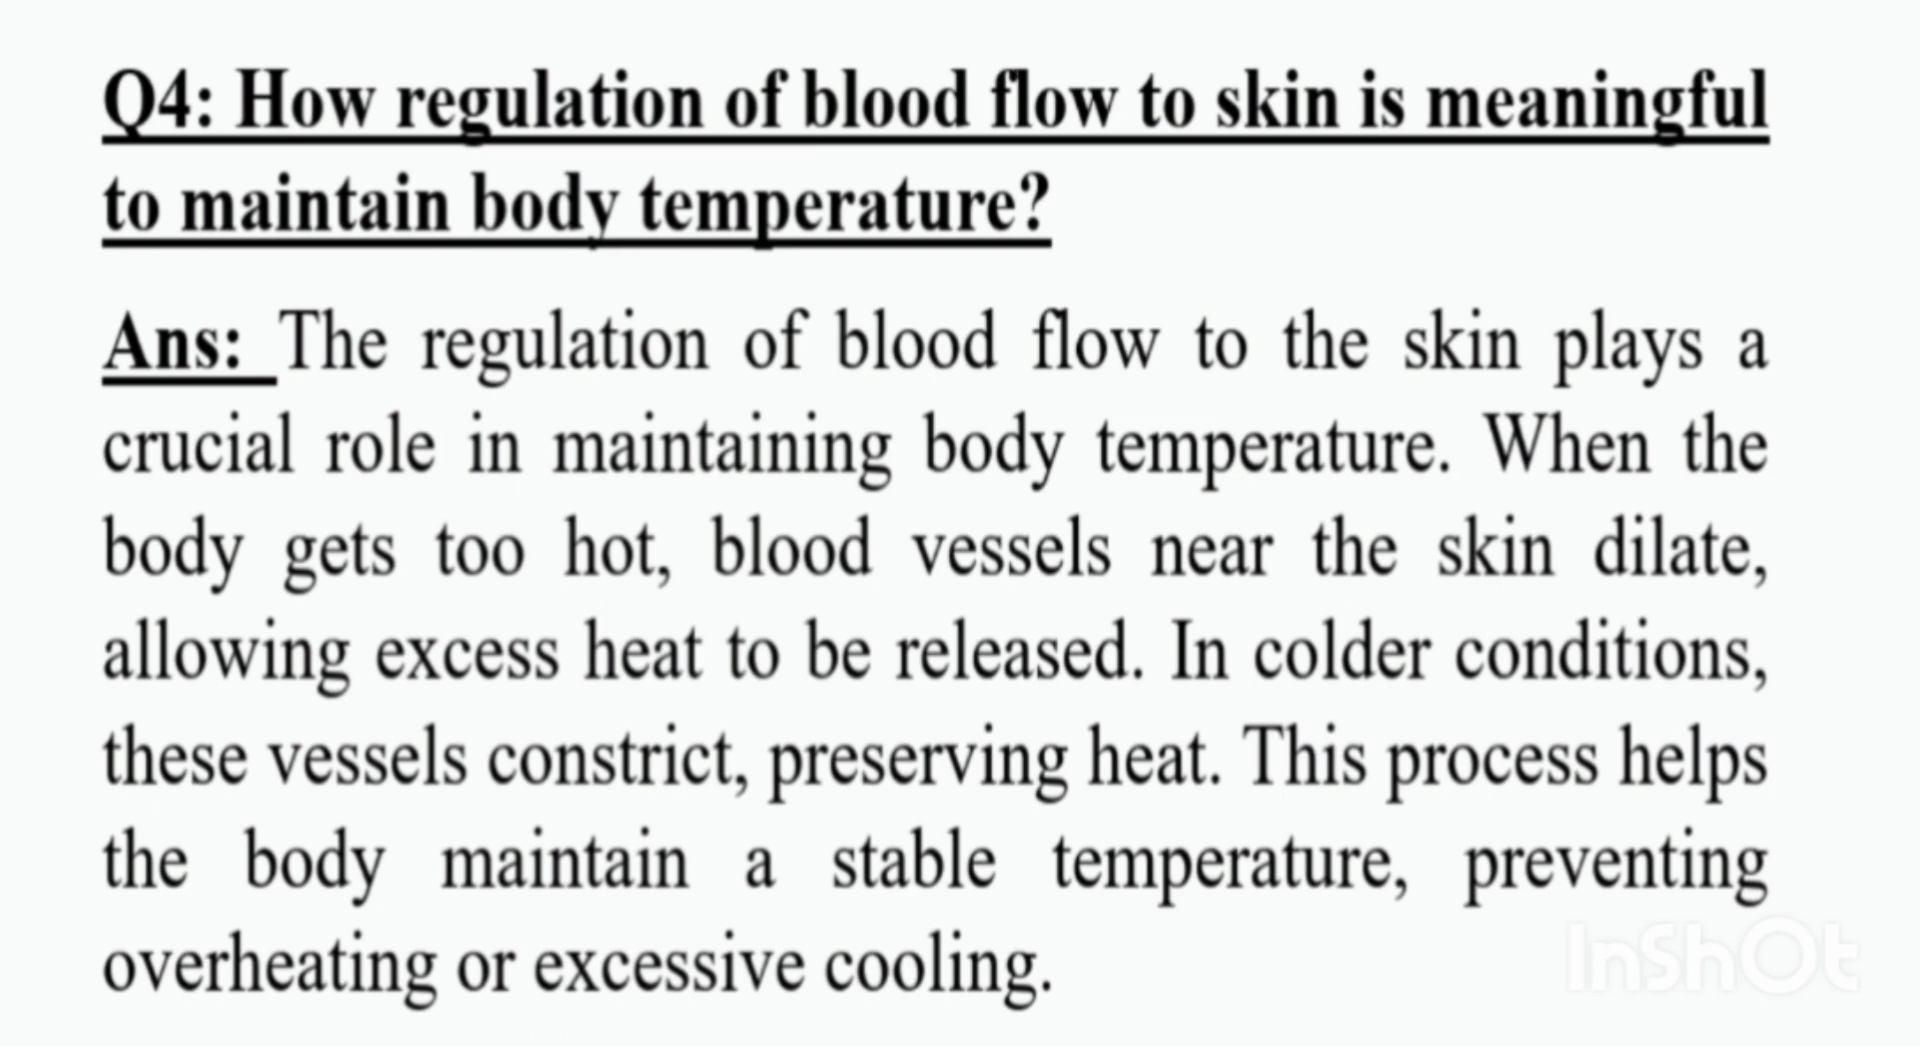 Q4: How regulation of blood flow to skin is meaningful
to maintain body temperature?
Ans: The regulation of blood flow to the skin plays a
crucial role in maintaining body temperature. When the
body gets too hot, blood vessels near the skin dilate,
allowing excess heat to be released. In colder conditions,
these vessels constrict, preserving heat. This process helps
the body maintain a stable temperature, preventing
overheating or excessive cooling.
InShOt